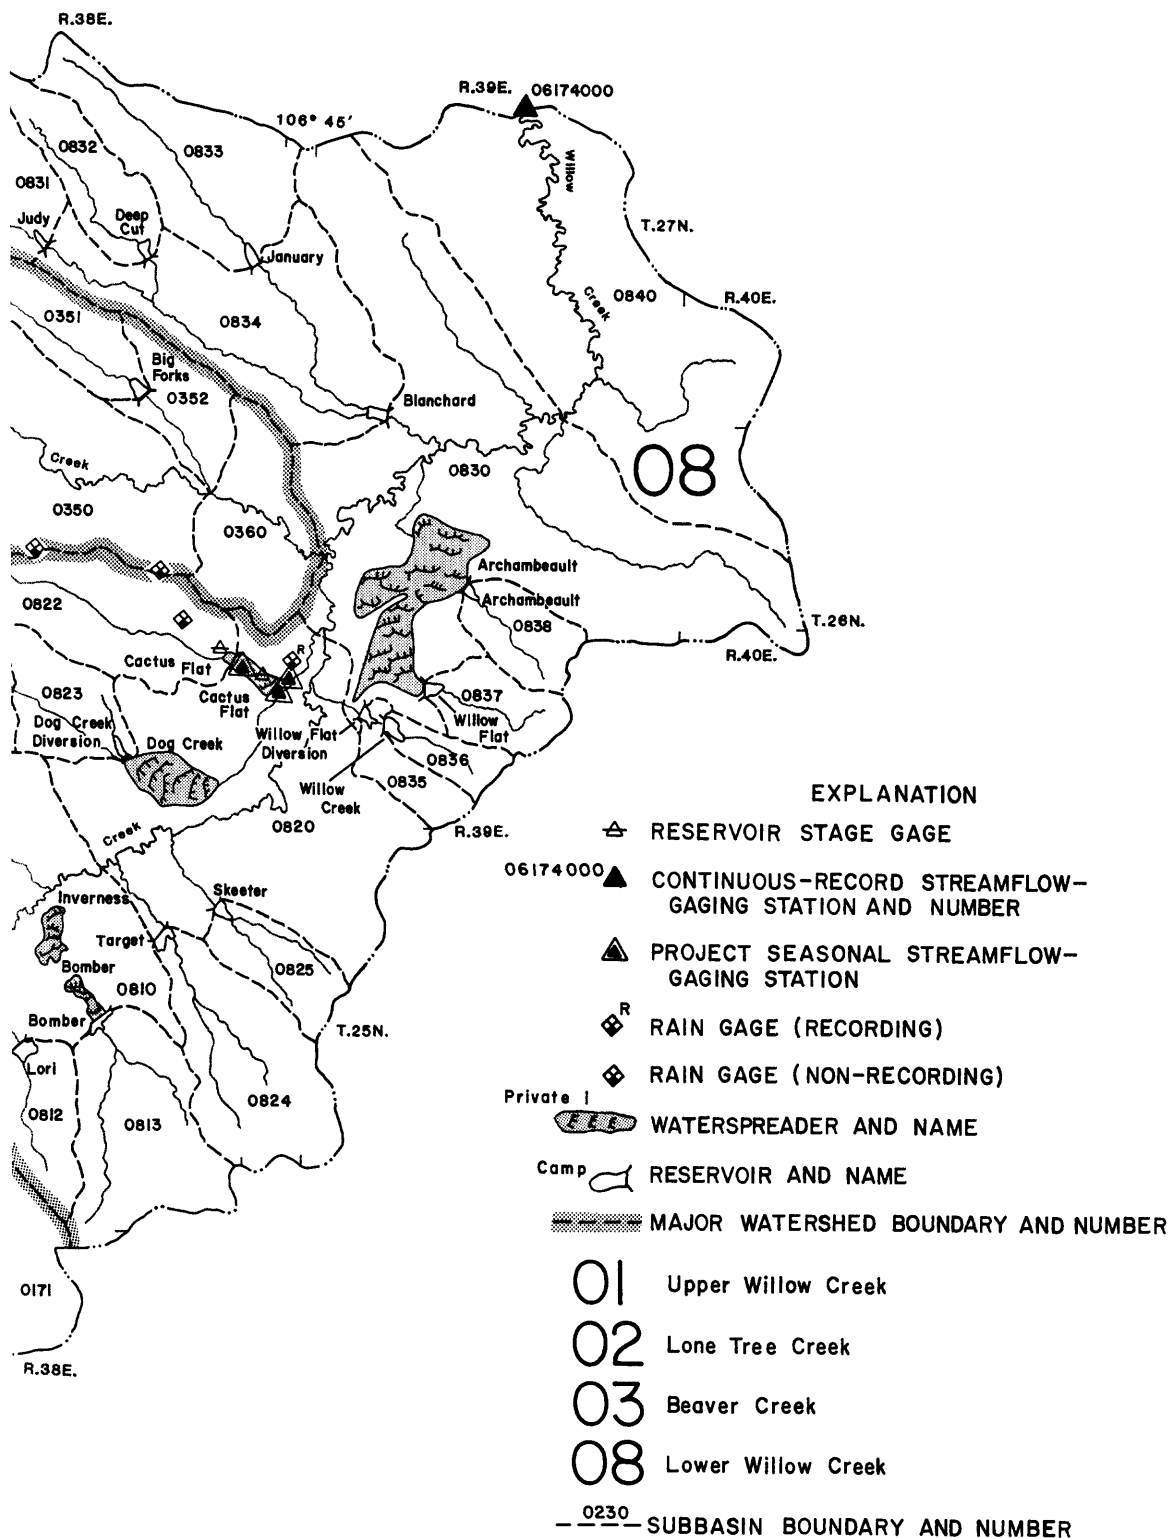 R.38E.
R.39E. 06174000
106° 45'
0832
0833
0831
Willow
Judy
Deep
Cut
T.27N.
January
Creek
0840
R.40E.
0351
0834
Big
Forks
0352
Blanchard
Creek
0830
08
0350
0360
Archambeault
0822
Archambeault
T.26N.
0838
R
R.40E.
Cactus Flat
0823
Cactus
Flat
0837
Dog Creek
Diversion
Dog Creek
Willow Flat
Diversion
Willow
Flat
0836
0835
Willow
Creek
EXPLANATION
0820
R.39E.
RESERVOIR STAGE GAGE
Creek
06174000
CONTINUOUS-RECORD STREAMFLOW-
GAGING STATION AND NUMBER
Inverness
Skeeter
Target
PROJECT SEASONAL STREAMFLOW-
GAGING STATION
Bomber
0825
0810
R
Bomber
T.25N.
RAIN GAGE (RECORDING)
Lori
RAIN GAGE (NON-RECORDING)
0824
Private 1
0812
0813
WATERSPREADER AND NAME
Camp
RESERVOIR AND NAME
MAJOR WATERSHED BOUNDARY AND NUMBER
0171
01 Upper Willow Creek
02 Lone Tree Creek
R.38E.
03 Beaver Creek
08 Lower Willow Creek
0230
SUBBASIN BOUNDARY AND NUMBER